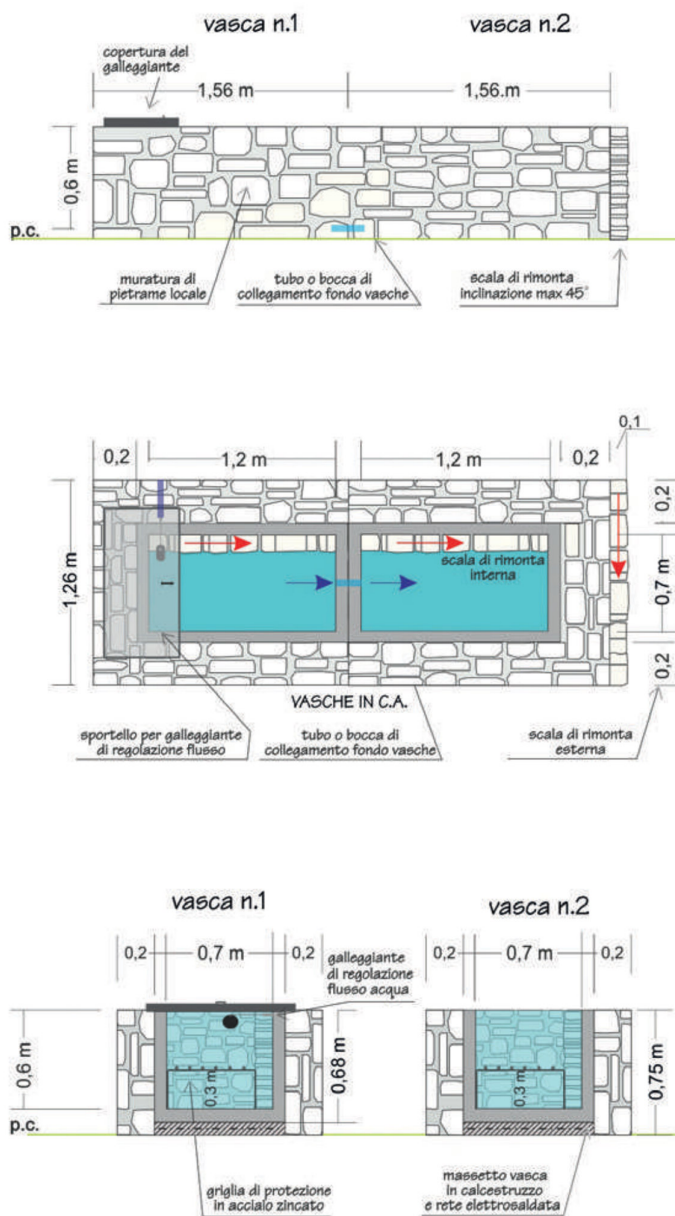 vasca n.1
vasca n.2
copertura del
galleggiante
1,56 m
1,56.m
0,6 m
p.c.
muratura di
pietrame locale
tubo o bocca di
collegamento fondo vasche
scala di rimonta
inclinazione max 45°
0,1
0,2
1,2 m
1,2 m
0,2
0,2
1,26 m
scala di rimonta
interna
0,7 m
0,2
VASCHE IN C.A.
sportello per galleggiante
di regolazione flusso
tubo o bocca di
collegamento fondo vasche
scala di rimonta
esterna
vasca n.1
vasca n.2
0,2
0,7 m
0,2
galleggiante
di regolazione
flusso acqua
0,2
0,7 m
0,2
0,6 m
0,3 m
0,68 m
0,3 m
0,75 m
p.c.
griglia di protezione
in acciaio zincato
massetto vasca
in calcestruzzo
e rete elettrosaldata